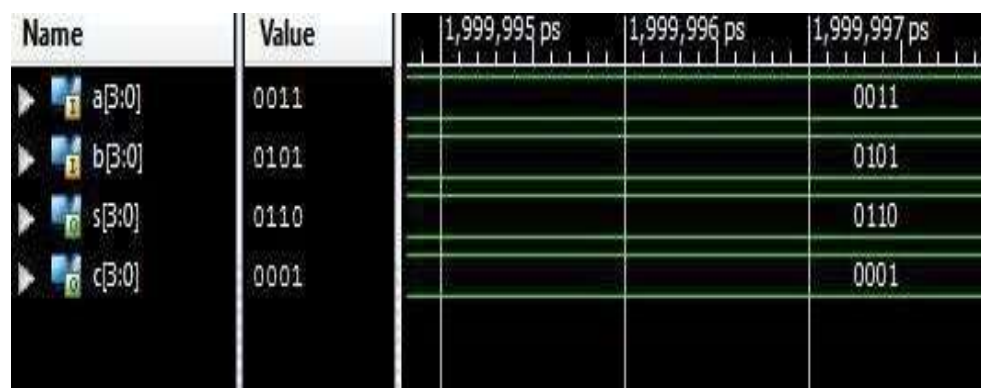 Name Value 1,999,995 ps 1,999,996 ps 1,999,997 ps
a[3:0] 0011 0011
b[3:0] 0101 0101
s[3:0] 0110 0110
c[3:0] 0001 0001